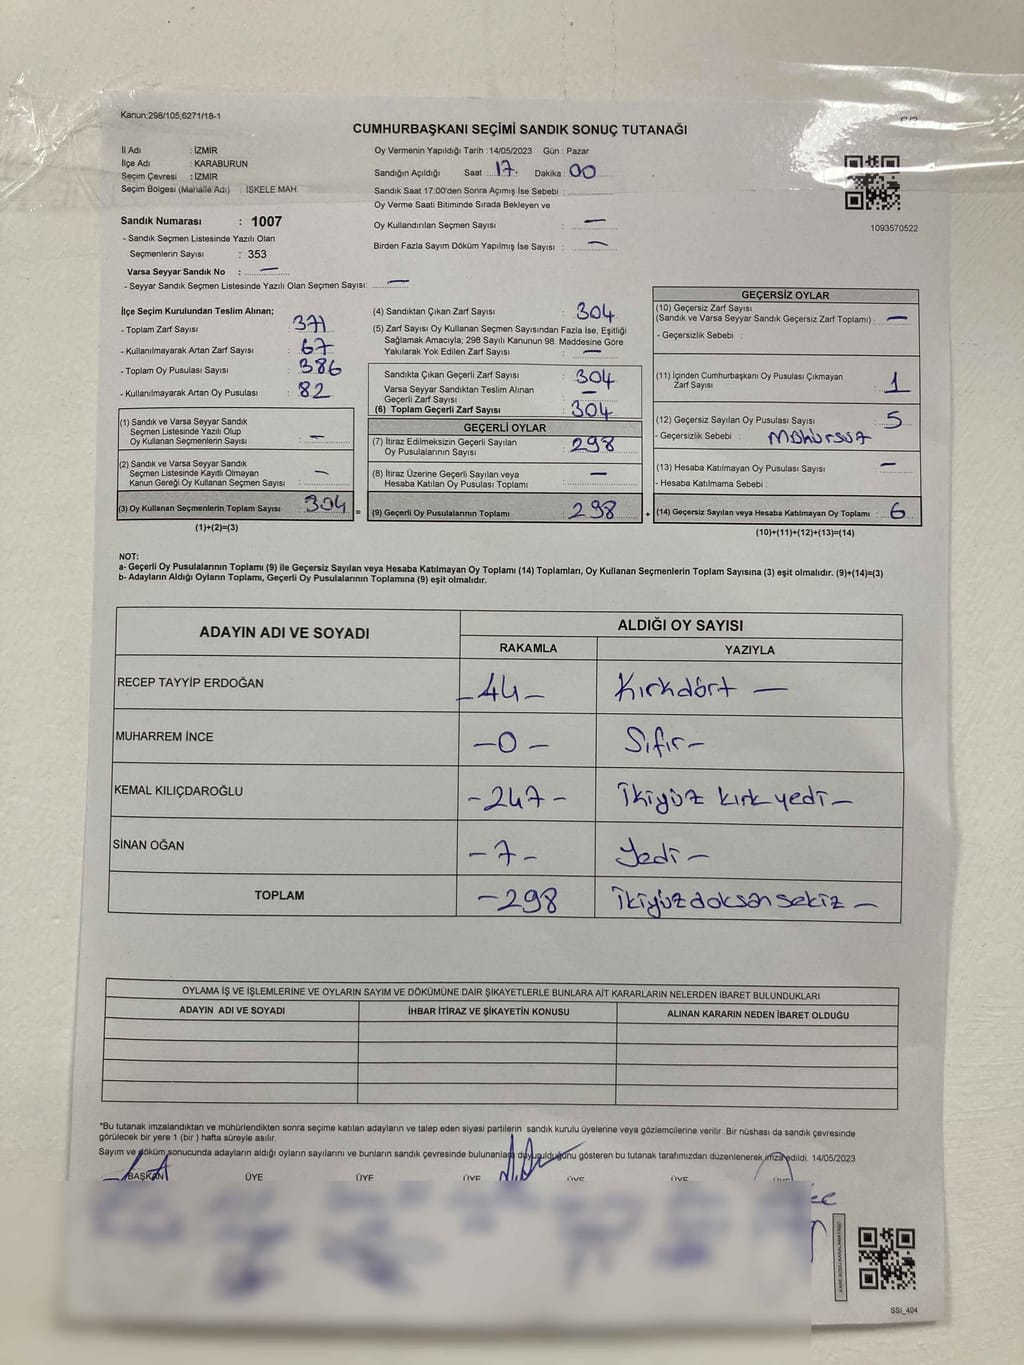 Kanun;298/105,6271/18-1
CUMHURBAŞKANI SEÇİMİ SANDIK SONUÇ TUTANAĞI
İl Adı : İZMİR
İlçe Adı : KARABURUN
Seçim Çevresi : İZMİR
Seçim Bölgesi (Mahalle Adı) : İSKELE MAH.
Oy Vermenin Yapıldığı Tarih :14/05/2023 Gün : Pazar
Sandığın Açıldığı Saat : 17. Dakika : 00
Sandık Saat 17:00'den Sonra Açımış İse Sebebi :
Oy Verme Saati Bitiminde Sırada Bekleyen ve
Oy Kullandırılan Seçmen Sayısı : —
Birden Fazla Sayım Döküm Yapılmış İse Sayısı : —
1093570522
Sandık Numarası : 1007
- Sandık Seçmen Listesinde Yazılı Olan
Seçmenlerin Sayısı : 353
Varsa Seyyar Sandık No : —
- Seyyar Sandık Seçmen Listesinde Yazılı Olan Seçmen Sayısı: —
İlçe Seçim Kurulundan Teslim Alınan;
- Toplam Zarf Sayısı : 371
- Kullanılmayarak Artan Zarf Sayısı : 67
- Toplam Oy Pusulası Sayısı : 386
- Kullanılmayarak Artan Oy Pusulası : 82
(1) Sandık ve Varsa Seyyar Sandık
Seçmen Listesinde Yazılı Olup
Oy Kullanan Seçmenlerin Sayısı : —
(2) Sandık ve Varsa Seyyar Sandık
Seçmen Listesinde Kayıtlı Olmayan
Kanun Gereği Oy Kullanan Seçmen Sayısı : —
(3) Oy Kullanan Seçmenlerin Toplam Sayısı : 304 =
(1)+(2)=(3)
(4) Sandıktan Çıkan Zarf Sayısı : 304
(5) Zarf Sayısı Oy Kullanan Seçmen Sayısından Fazla İse, Eşitliği
Sağlamak Amacıyla; 298 Sayılı Kanunun 98. Maddesine Göre
Yakılarak Yok Edilen Zarf Sayısı : —
Sandıkta Çıkan Geçerli Zarf Sayısı : 304
Varsa Seyyar Sandıktan Teslim Alınan
Geçerli Zarf Sayısı : —
(6) Toplam Geçerli Zarf Sayısı : 304
GEÇERLİ OYLAR
(7) İtiraz Edilmeksizin Geçerli Sayılan
Oy Pusulalarının Sayısı : 298
(8) İtiraz Üzerine Geçerli Sayılan veya
Hesaba Katılan Oy Pusulası Toplamı : —
(9) Geçerli Oy Pusulalarının Toplamı : 298 +
GEÇERSİZ OYLAR
(10) Geçersiz Zarf Sayısı
(Sandık ve Varsa Seyyar Sandık Geçersiz Zarf Toplamı) : —
- Geçersizlik Sebebi :
(11) İçinden Cumhurbaşkanı Oy Pusulası Çıkmayan
Zarf Sayısı : 1
(12) Geçersiz Sayılan Oy Pusulası Sayısı : 5
- Geçersizlik Sebebi : Mühürsüz
(13) Hesaba Katılmayan Oy Pusulası Sayısı : —
- Hesaba Katılmama Sebebi :
(14) Geçersiz Sayılan veya Hesaba Katılmayan Oy Toplamı : 6
(10)+(11)+(12)+(13)=(14)
NOT:
a- Geçerli Oy Pusulalarının Toplamı (9) ile Geçersiz Sayılan veya Hesaba Katılmayan Oy Toplamı (14) Toplamları, Oy Kullanan Seçmenlerin Toplam Sayısına (3) eşit olmalıdır. (9)+(14)=(3)
b- Adayların Aldığı Oyların Toplamı, Geçerli Oy Pusulalarının Toplamına (9) eşit olmalıdır.
ADAYIN ADI VE SOYADI
ALDIĞI OY SAYISI
RAKAMLA YAZIYLA
RECEP TAYYİP ERDOĞAN – 44 – Kırkdört —
MUHARREM İNCE – 0 – Sıfır –
KEMAL KILIÇDAROĞLU – 247 – İkiyüz kırk yedi –
SİNAN OĞAN – 7 – Yedi –
TOPLAM – 298 İkiyüzdoksan sekiz –
OYLAMA İŞ VE İŞLEMLERİNE VE OYLARIN SAYIM VE DÖKÜMÜNE DAİR ŞİKAYETLERLE BUNLARA AİT KARARLARIN NELERDEN İBARET BULUNDUKLARI
ADAYIN ADI VE SOYADI İHBAR İTİRAZ VE ŞİKAYETİN KONUSU ALINAN KARARIN NEDEN İBARET OLDUĞU
*Bu tutanak imzalandıktan ve mühürlendikten sonra seçime katılan adayların ve talep eden siyasi partilerin sandık kurulu üyelerine veya gözlemcilerine verilir. Bir nüshası da sandık çevresinde
görülecek bir yere 1 (bir ) hafta süreyle asılır.
Sayım ve döküm sonucunda adayların aldığı oyların sayılarını ve bunların sandık çevresinde bulunanlara duyurulduğunu gösteren bu tutanak tarafımızdan düzenlenerek imza edildi. 14/05/2023
BAŞKAN ÜYE ÜYE ÜYE ÜYE ÜYE ÜYE
SSI_404